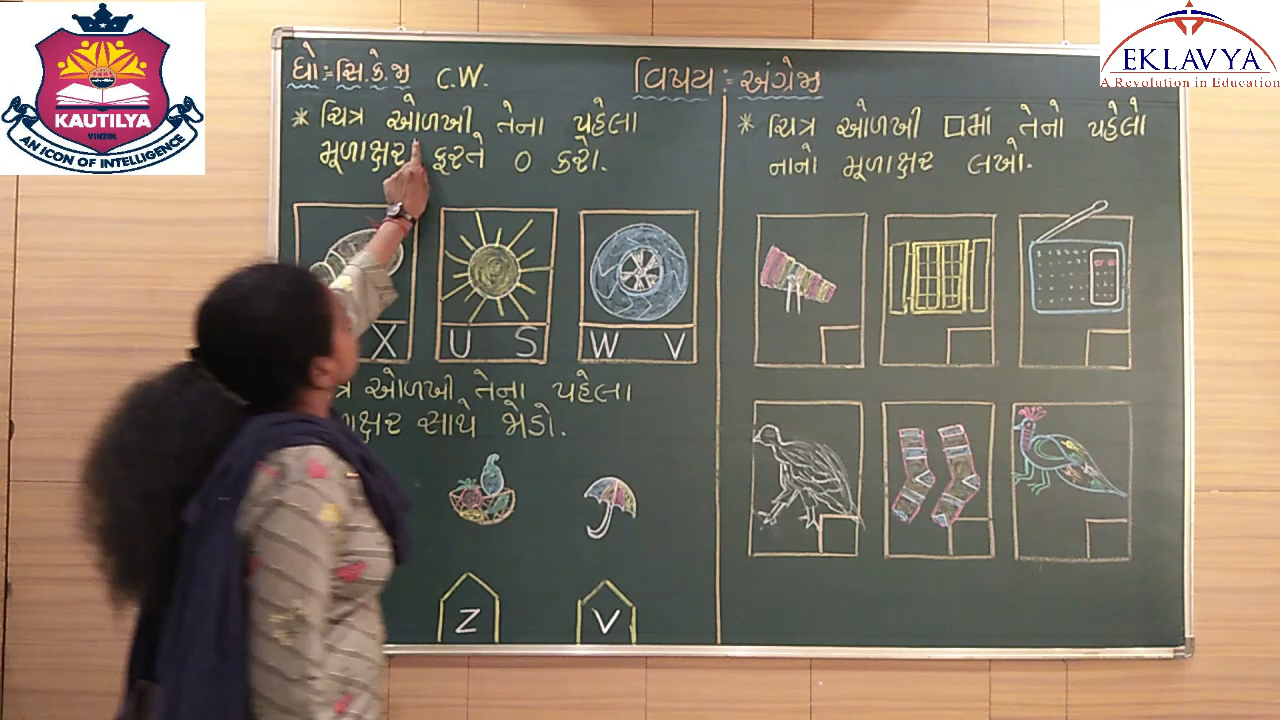 KAUTILYA
VINZOL
AN ICON OF INTELLIGENCE
EKLAVYA
A Revolution in Education
ધો:-સિ.કે.જી C.W. વિષય:-અંગ્રેજી
* ચિત્ર ઓળખી તેના પહેલા
મૂળાક્ષર ફરતે O કરો.
X U S W V
ઓળખી તેના પહેલા
સાથે જોડો.
Z V
* ચિત્ર ઓળખી □માં તેનો પહેલો
નાનો મૂળાક્ષર લખો.